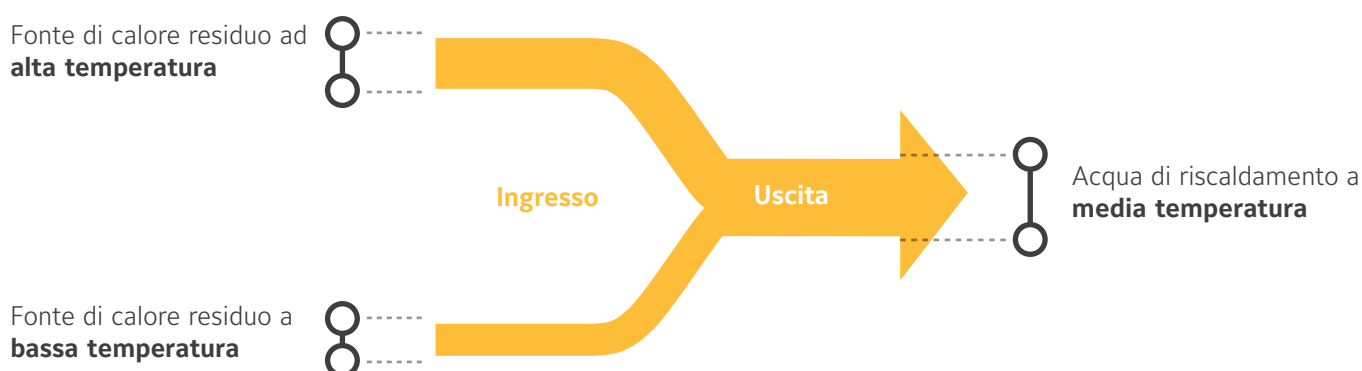 Fonte di calore residuo ad
alta temperatura
Ingresso
Uscita
Acqua di riscaldamento a
media temperatura
Fonte di calore residuo a
bassa temperatura